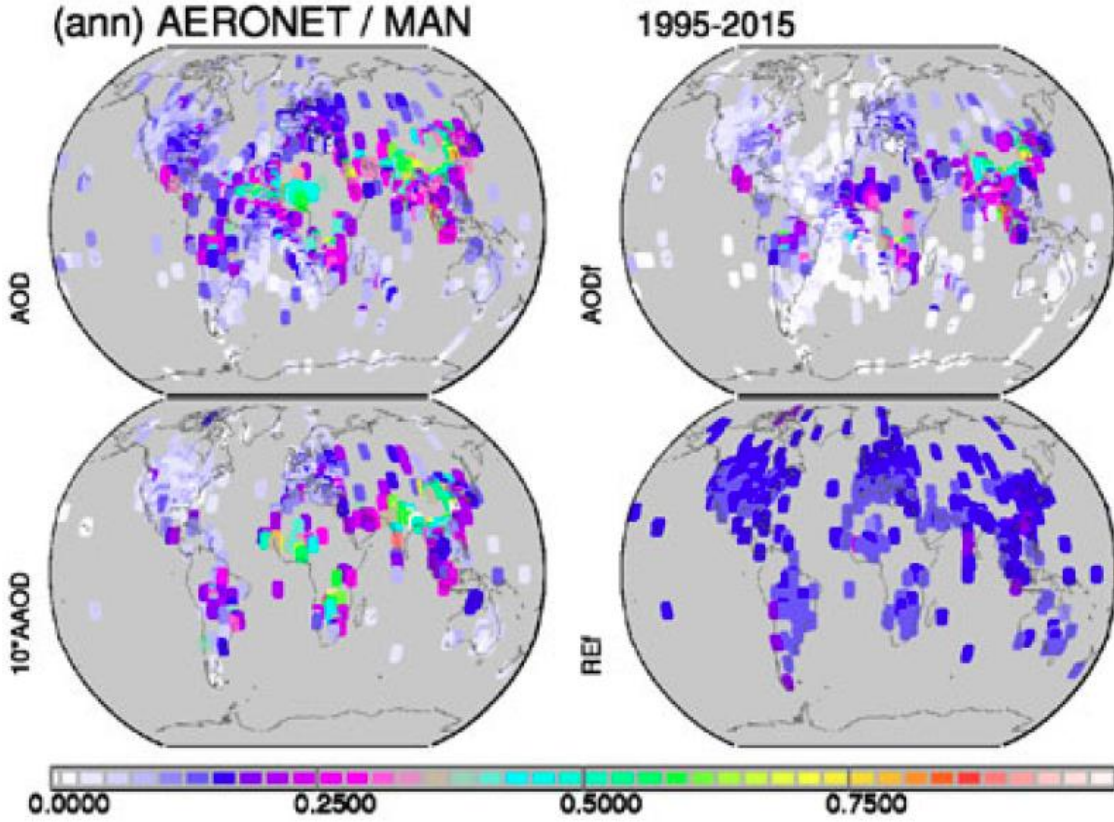 (ann) AERONET / MAN 1995-2015
AOD
AODf
10*AAOD
REf
0.0000 0.2500 0.5000 0.7500